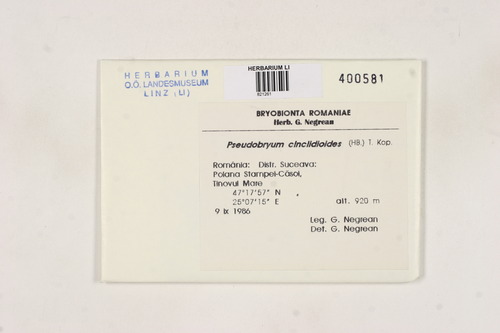 HERBARIUM
O.Ö. LANDESMUSEUM
LINZ (LI)
HERBARIUM LI
821261
400581
BRYOBIONTA ROMANIAE
Herb. G. Negrean
Pseudobryum cinclidioides (HB.) T. Kop.
România: Distr. Suceava:
Poiana Stampei-Căsoi,
Tinovul Mare
47°17'57" N
25°07'15" E alt. 920 m
9 ix 1986
Leg. G. Negrean
Det. G. Negrean